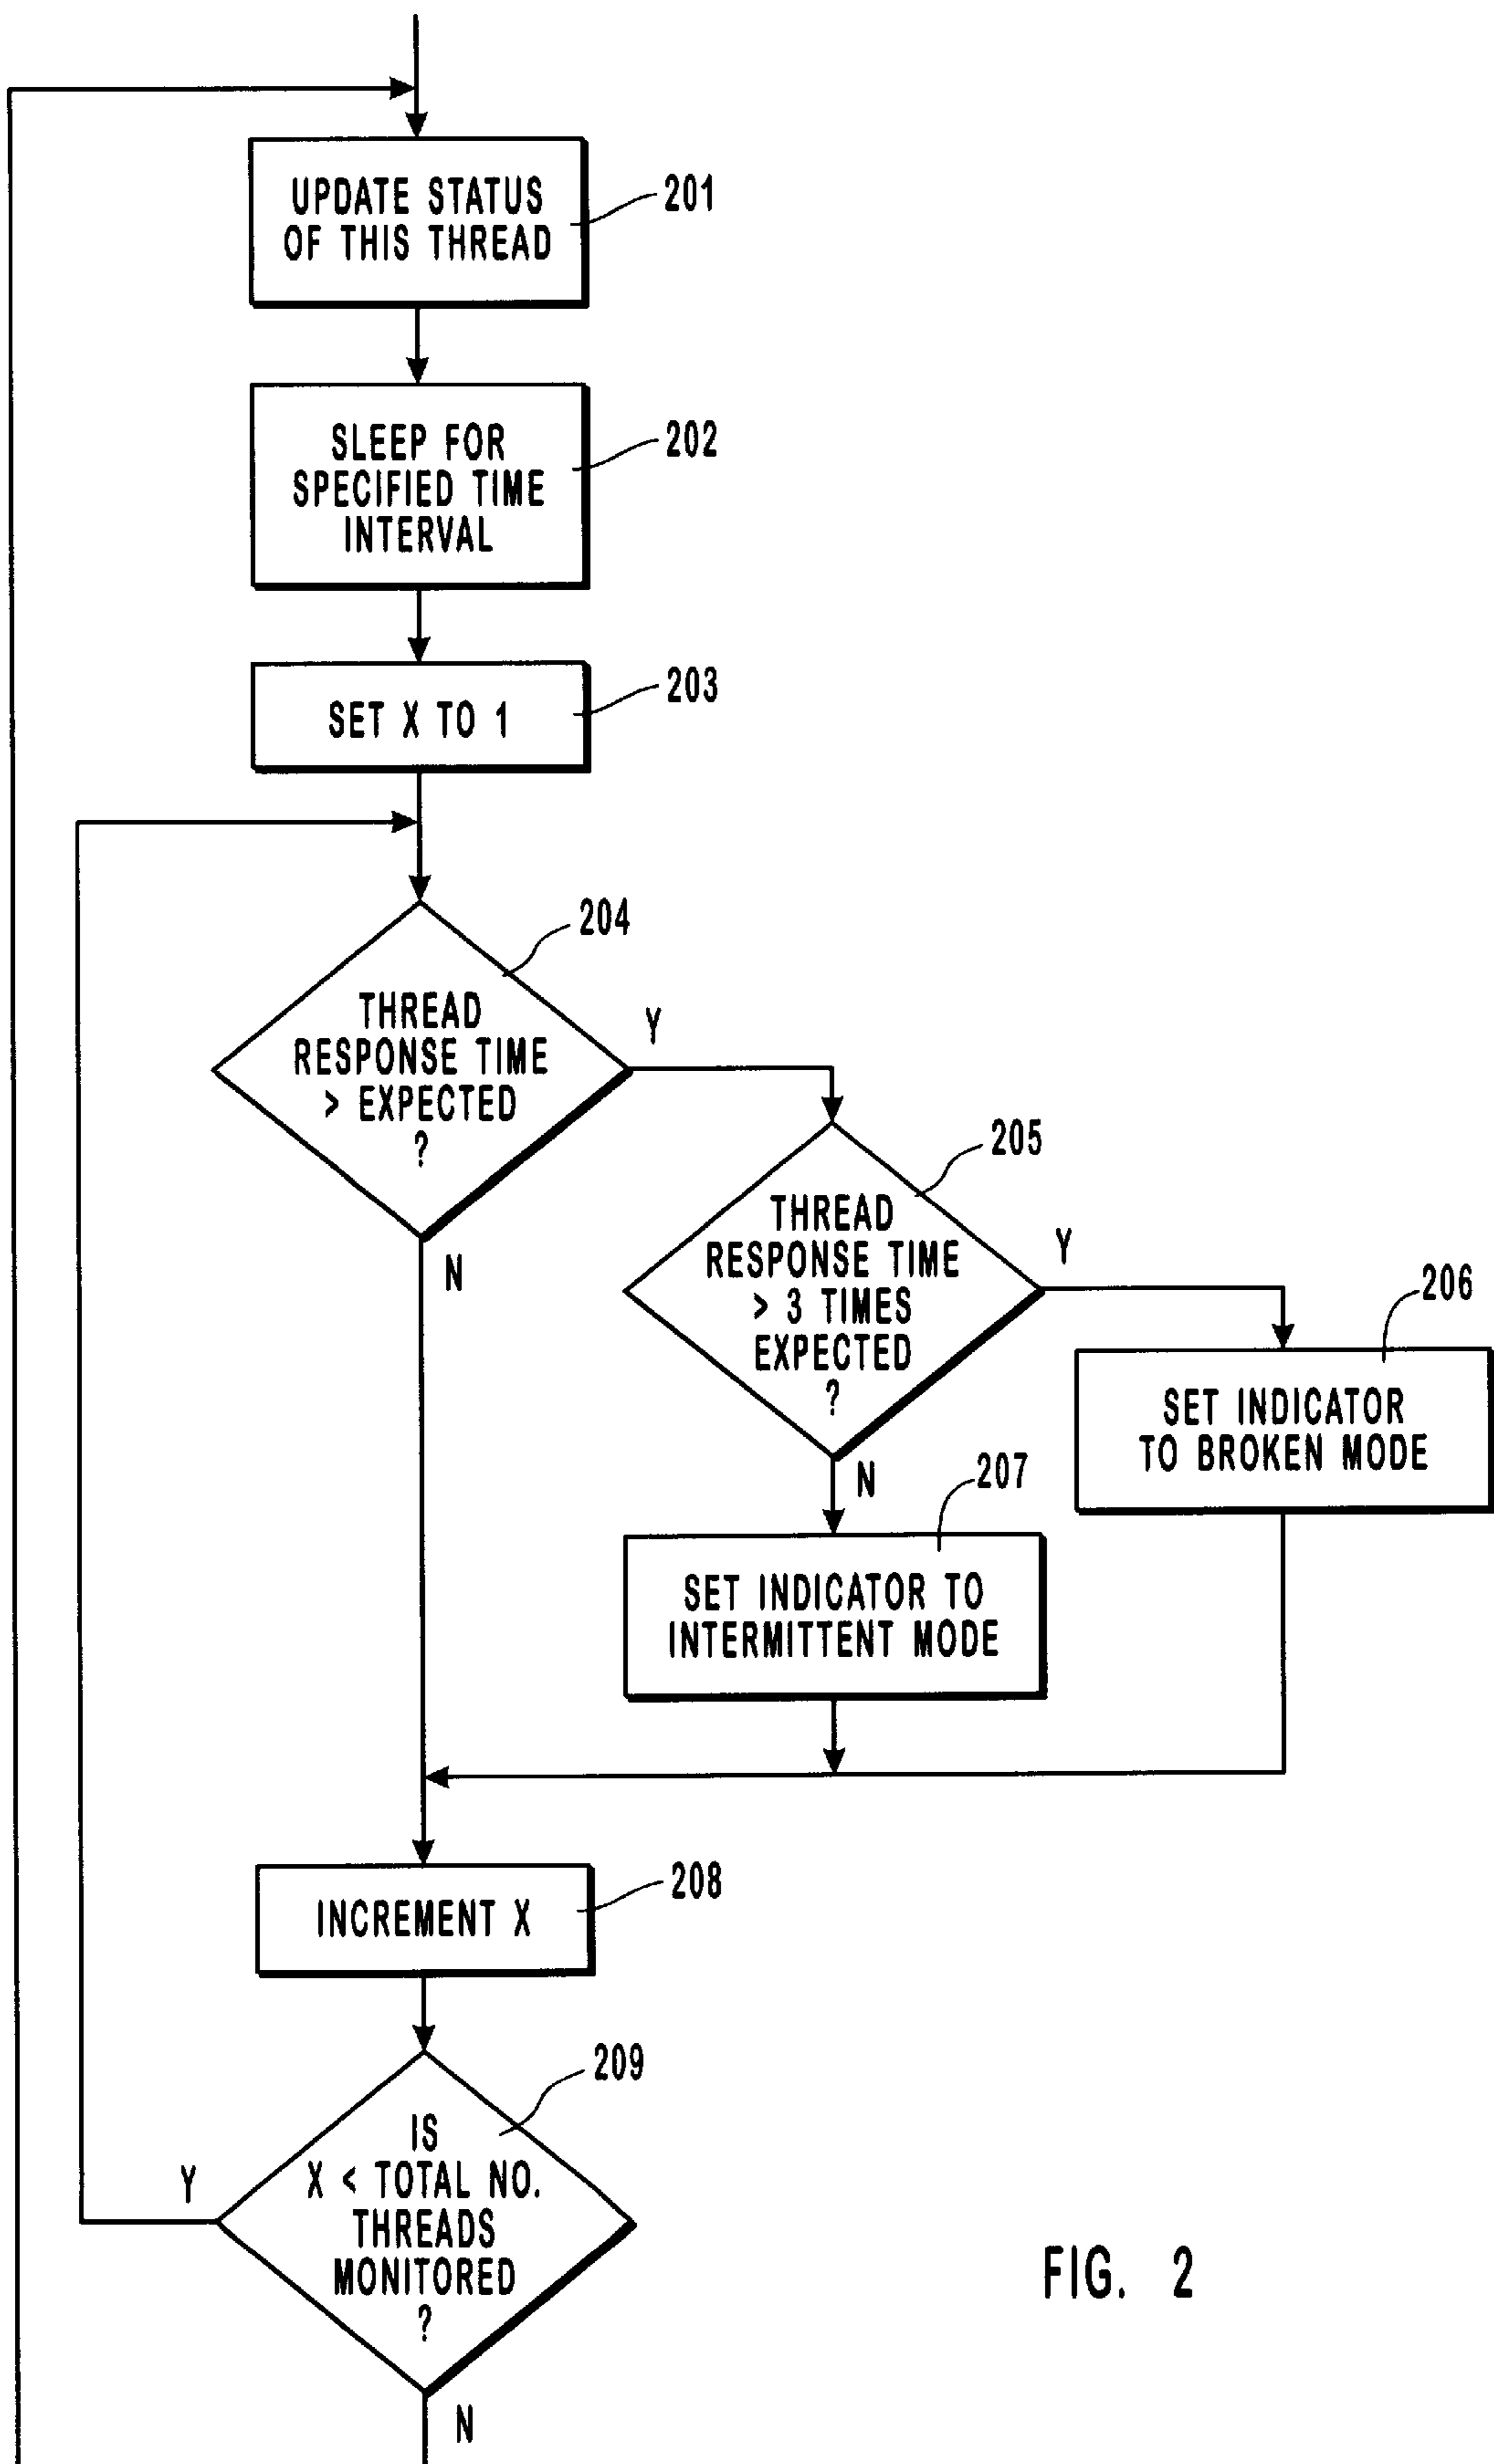 UPDATE STATUS
OF THIS THREAD
201
SLEEP FOR
SPECIFIED TIME
INTERVAL
202
SET X TO 1
203
204
THREAD
RESPONSE TIME
> EXPECTED
?
Y
N
205
THREAD
RESPONSE TIME
> 3 TIMES
EXPECTED
?
Y
N
206
SET INDICATOR
TO BROKEN MODE
207
SET INDICATOR TO
INTERMITTENT MODE
INCREMENT X
208
209
IS
X < TOTAL NO.
THREADS
MONITORED
?
Y
N
FIG. 2